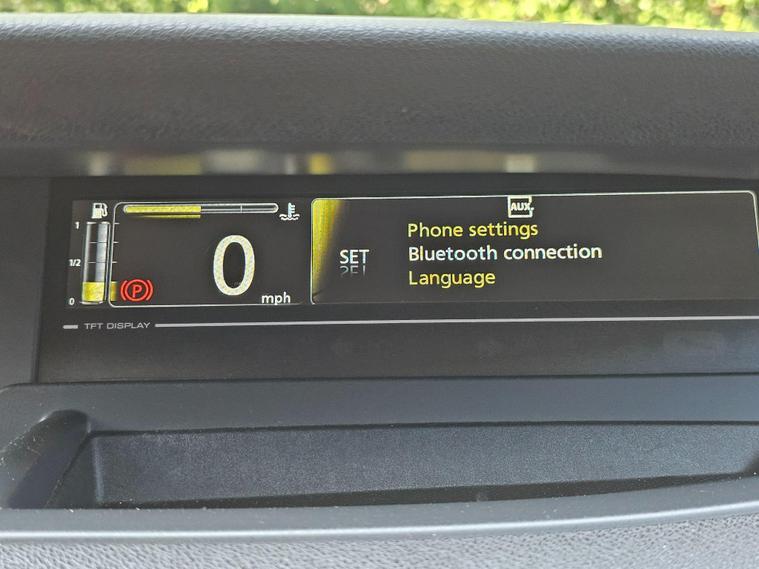 AUX
1
Phone settings
SET
Bluetooth connection
1/2
0
Language
0
mph
P
TFT DISPLAY